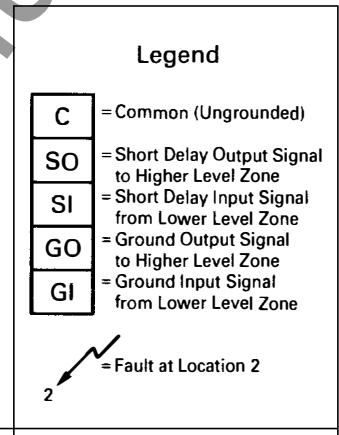 Legend
C = Common (Ungrounded)
SO = Short Delay Output Signal
to Higher Level Zone
SI = Short Delay Input Signal
from Lower Level Zone
GO = Ground Output Signal
to Higher Level Zone
GI = Ground Input Signal
from Lower Level Zone
= Fault at Location 2
2